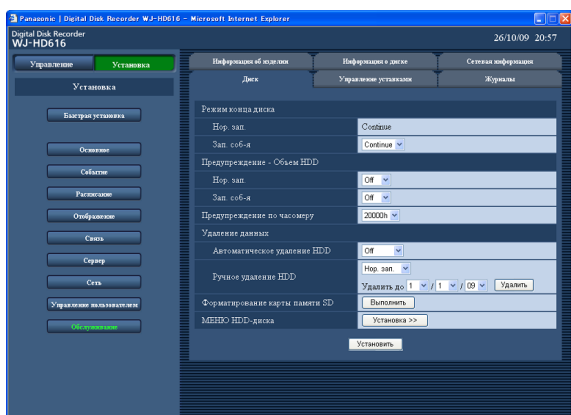 Panasonic | Digital Disk Recorder WJ-HD616 - Microsoft Internet Explorer
Digital Disk Recorder
WJ-HD616
26/10/09 20:57
Управление
Установка
Информация об изделии
Информация о диске
Сетевая информация
Диск
Управление установками
Журналы
Установка
Быстрая установка
Основное
Событие
Расписание
Отображение
Связь
Сервер
Сеть
Управление пользователем
Обслуживание
Режим конца диска
Нор. зап.
Continue
Зап. соб-я
Continue
Предупреждение - Объем HDD
Нор. зап.
Off
Зап. соб-я
Off
Предупреждение по часомеру
20000h
Удаление данных
Автоматическое удаление HDD
Off
Ручное удаление HDD
Нор. зап.
Удалить до 1 / 1 / 09 Удалить
Форматирование карты памяти SD
Выполнить
МЕНЮ HDD-диска
Установка >>
Установить